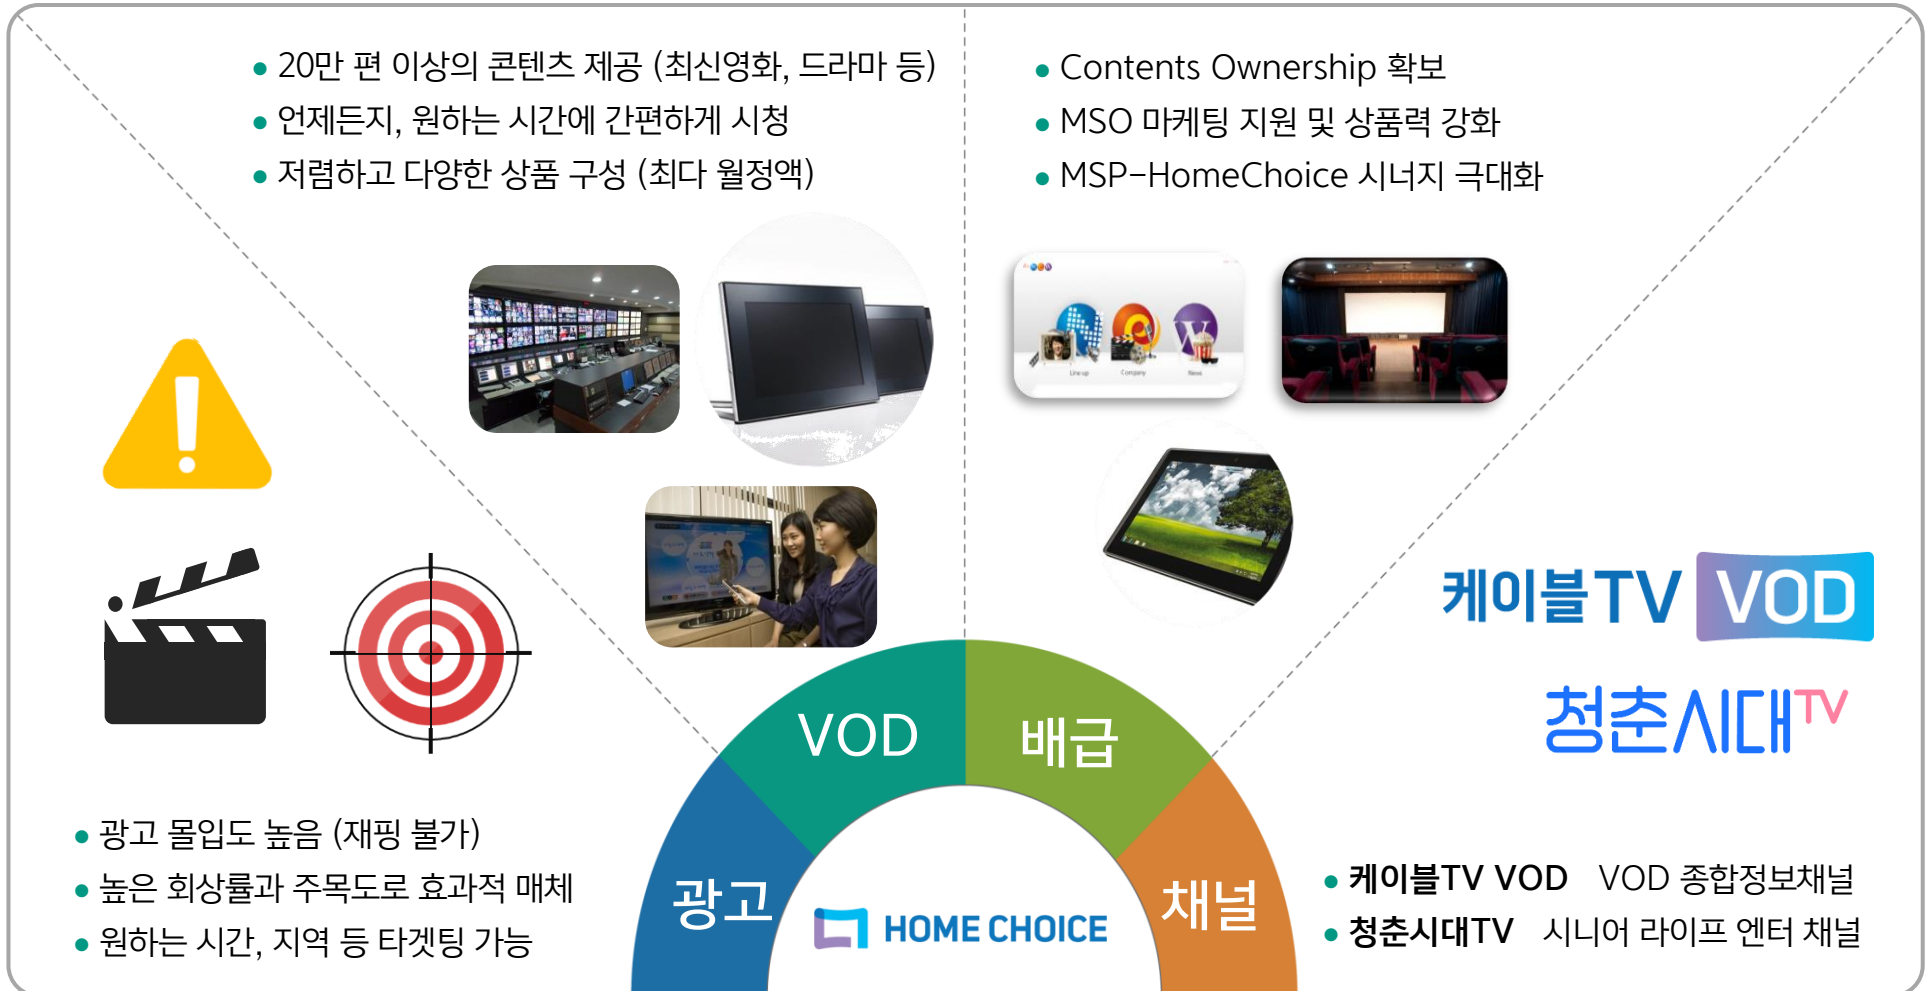 20만 편 이상의 콘텐츠 제공 (최신영화, 드라마 등)
언제든지, 원하는 시간에 간편하게 시청
저렴하고 다양한 상품 구성 (최다 월정액)
Contents Ownership 확보
MSO 마케팅 지원 및 상품력 강화
MSP-HomeChoice 시너지 극대화
Line up
Company
News
케이블TV VOD
청춘시대TV
VOD
배급
광고
채널
HOME CHOICE
광고 몰입도 높음 (재핑 불가)
높은 회상률과 주목도로 효과적 매체
원하는 시간, 지역 등 타겟팅 가능
케이블TV VOD VOD 종합정보채널
청춘시대TV 시니어 라이프 엔터 채널